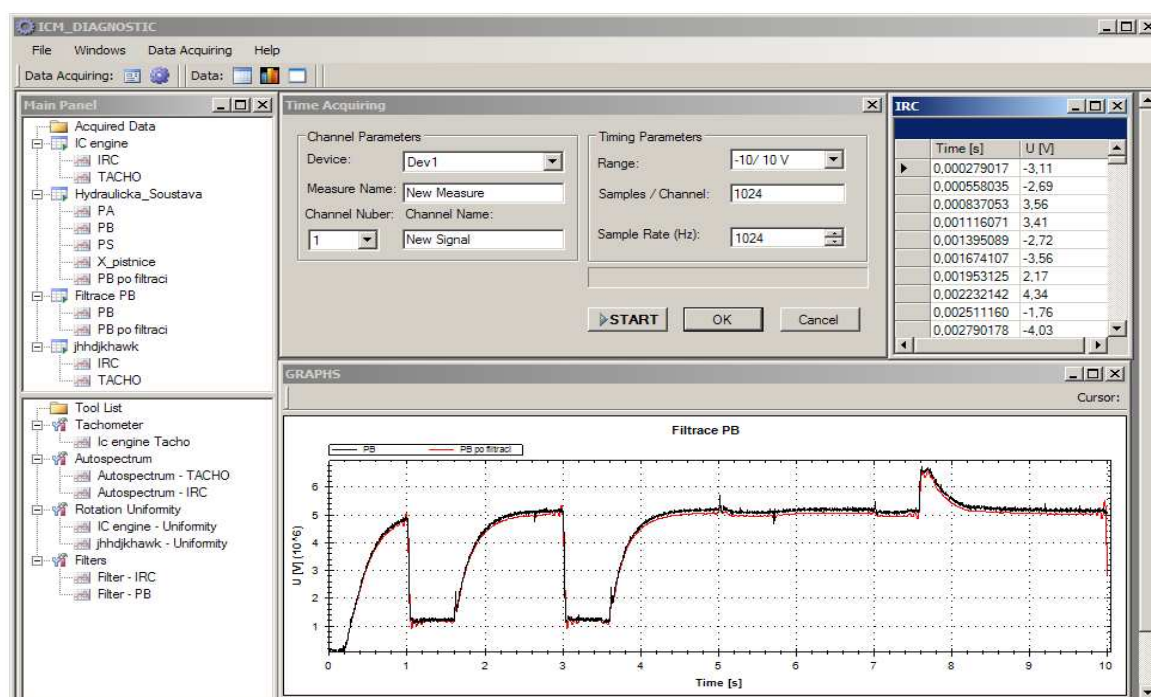 ICM_DIAGNOSTIC
File Windows Data Acquiring Help
Data Acquiring: Data:
Main Panel
Acquired Data
IC engine
IRC
TACHO
Hydraulicka_Soustava
PA
PB
PS
X_pistnice
PB po filtraci
Filtrace PB
PB
PB po filtraci
jhhdjkhawk
IRC
TACHO
Tool List
Tachometer
Ic engine Tacho
Autospectrum
Autospectrum - TACHO
Autospectrum - IRC
Rotation Uniformity
IC engine - Uniformity
jhhdjkhawk - Uniformity
Filters
Filter - IRC
Filter - PB
Time Acquiring
Channel Parameters
Device: Dev1
Measure Name: New Measure
Channel Nuber: Channel Name:
1 New Signal
Timing Parameters
Range: -10/ 10 V
Samples / Channel: 1024
Sample Rate (Hz): 1024
START OK Cancel
IRC
Time [s] U [V]
0,000279017 -3,11
0,000558035 -2,69
0,000837053 3,56
0,001116071 3,41
0,001395089 -2,72
0,001674107 -3,56
0,001953125 2,17
0,002232142 4,34
0,002511160 -1,76
0,002790178 -4,03
GRAPHS
Cursor:
Filtrace PB
PB PB po filtraci
U [V] (10^6)
6
5
4
3
2
1
0 1 2 3 4 5 6 7 8 9 10
Time [s]